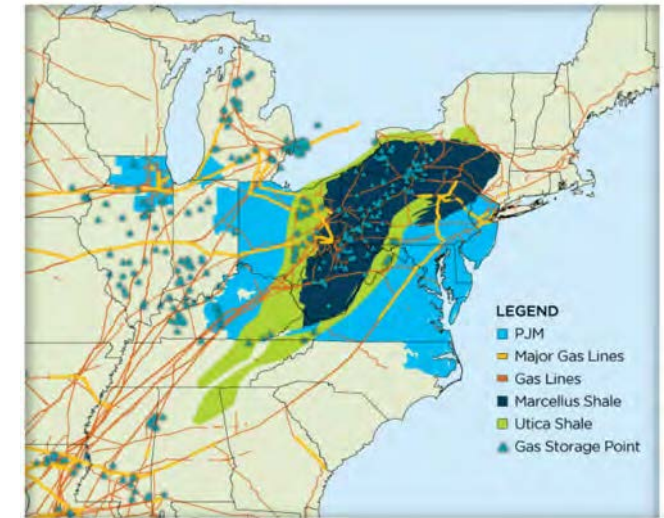 LEGEND
PJM
Major Gas Lines
Gas Lines
Marcellus Shale
Utica Shale
Gas Storage Point